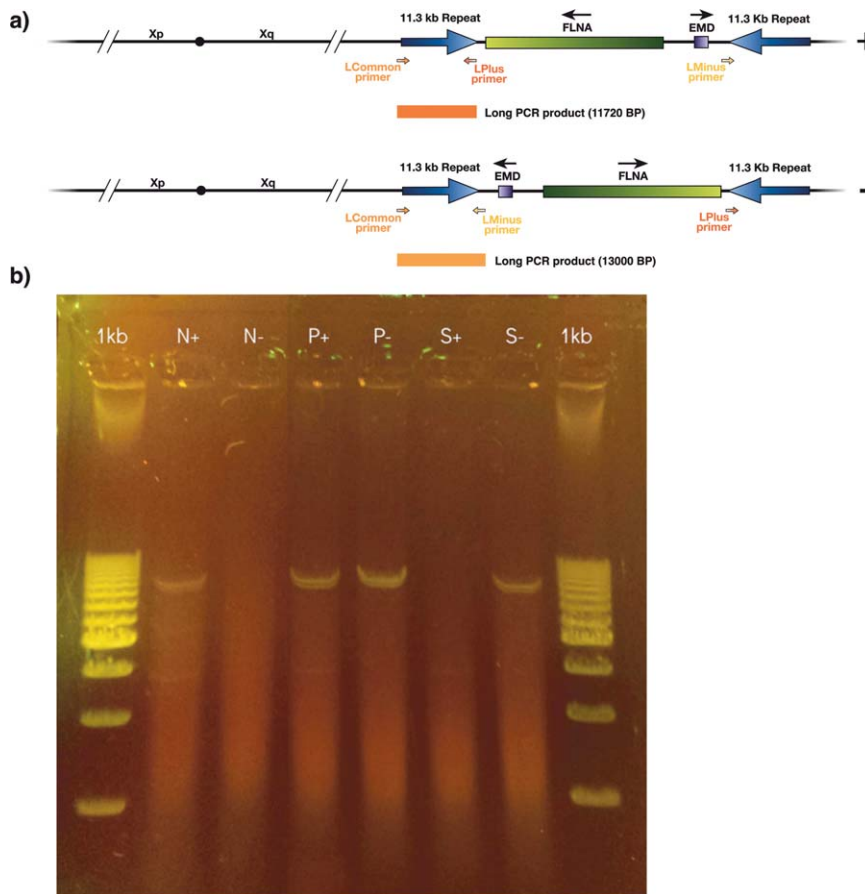 a)
11.3 kb Repeat
FLNA
EMD
11.3 Kb Repeat
Xp
Xq
LCommon
primer
LPlus
primer
LMinus
primer
Long PCR product (11720 BP)
11.3 kb Repeat
EMD
FLNA
11.3 Kb Repeat
Xp
Xq
LCommon
primer
LMinus
primer
LPlus
primer
Long PCR product (13000 BP)
b)
1kb N+ N- P+ P- S+ S- 1kb